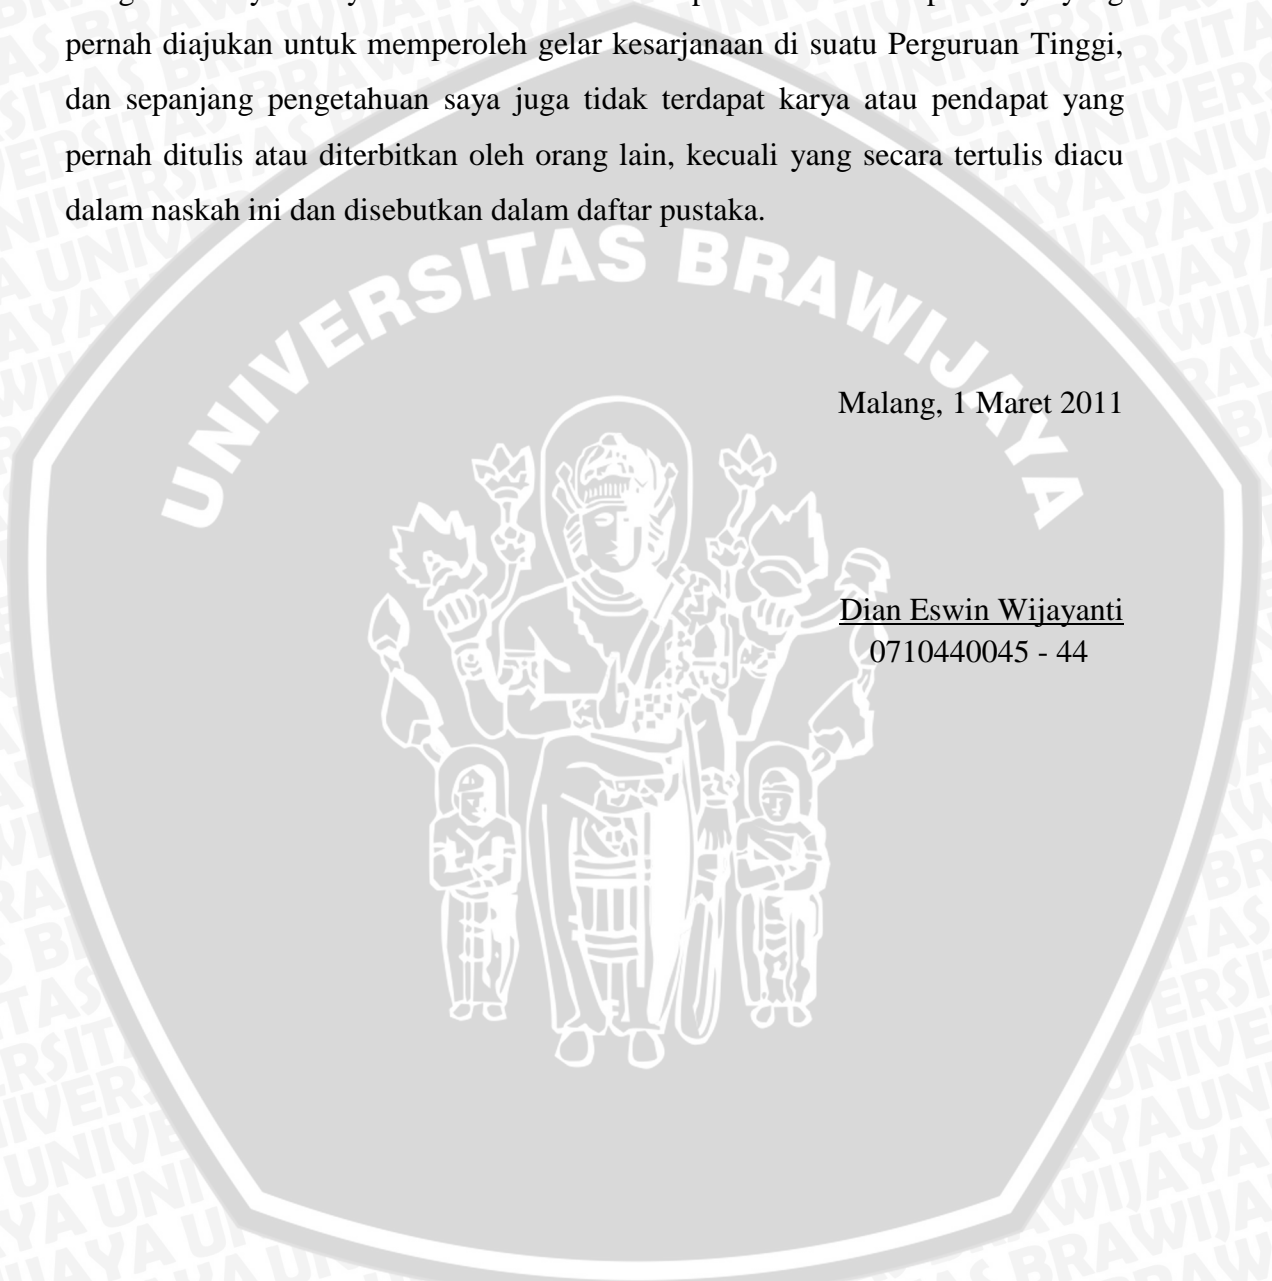 pernah diajukan untuk memperoleh gelar kesarjanaan di suatu Perguruan Tinggi,
dan sepanjang pengetahuan saya juga tidak terdapat karya atau pendapat yang
pernah ditulis atau diterbitkan oleh orang lain, kecuali yang secara tertulis diacu
dalam naskah ini dan disebutkan dalam daftar pustaka.
UNIVERSITAS BRAWIJAYA
Malang, 1 Maret 2011
Dian Eswin Wijayanti
0710440045 - 44